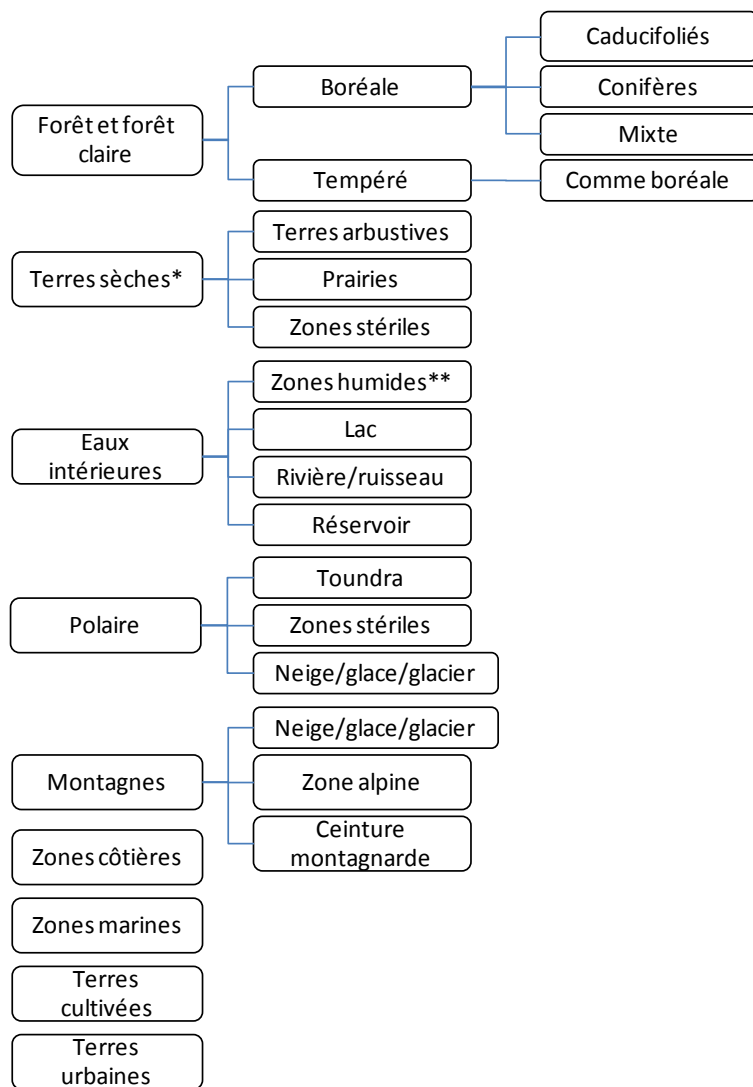 Forêt et forêt
claire
Boréale
Caducifoliés
Conifères
Mixte
Tempéré
Comme boréale
Terres sèches*
Terres arbustives
Prairies
Zones stériles
Eaux
intérieures
Zones humides**
Lac
Rivière/ruisseau
Réservoir
Polaire
Toundra
Zones stériles
Neige/glace/glacier
Montagnes
Neige/glace/glacier
Zone alpine
Ceinture
montagnarde
Zones côtières
Zones marines
Terres
cultivées
Terres
urbaines